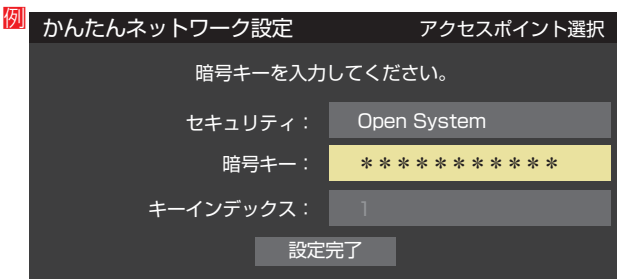 例
かんたんネットワーク設定 アクセスポイント選択
暗号キーを入力してください。
セキュリティ： Open System
暗号キー： ＊＊＊＊＊＊＊＊＊＊＊
キーインデックス： 1
設定完了